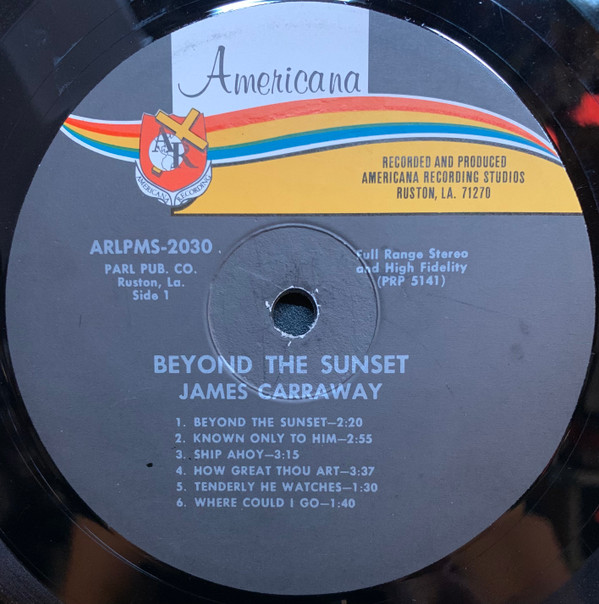 Americana
AR
AMERICANA RECORDING
RECORDED AND PRODUCED
AMERICANA RECORDING STUDIOS
RUSTON, LA. 71270
ARLPMS-2030
PARL PUB. CO.
Ruston, La.
Side 1
Full Range Stereo
and High Fidelity
(PRP 5141)
BEYOND THE SUNSET
JAMES CARRAWAY
1. BEYOND THE SUNSET—2:20
2. KNOWN ONLY TO HIM—2:55
3. SHIP AHOY—3:15
4. HOW GREAT THOU ART—3:37
5. TENDERLY HE WATCHES—1:30
6. WHERE COULD I GO—1:40